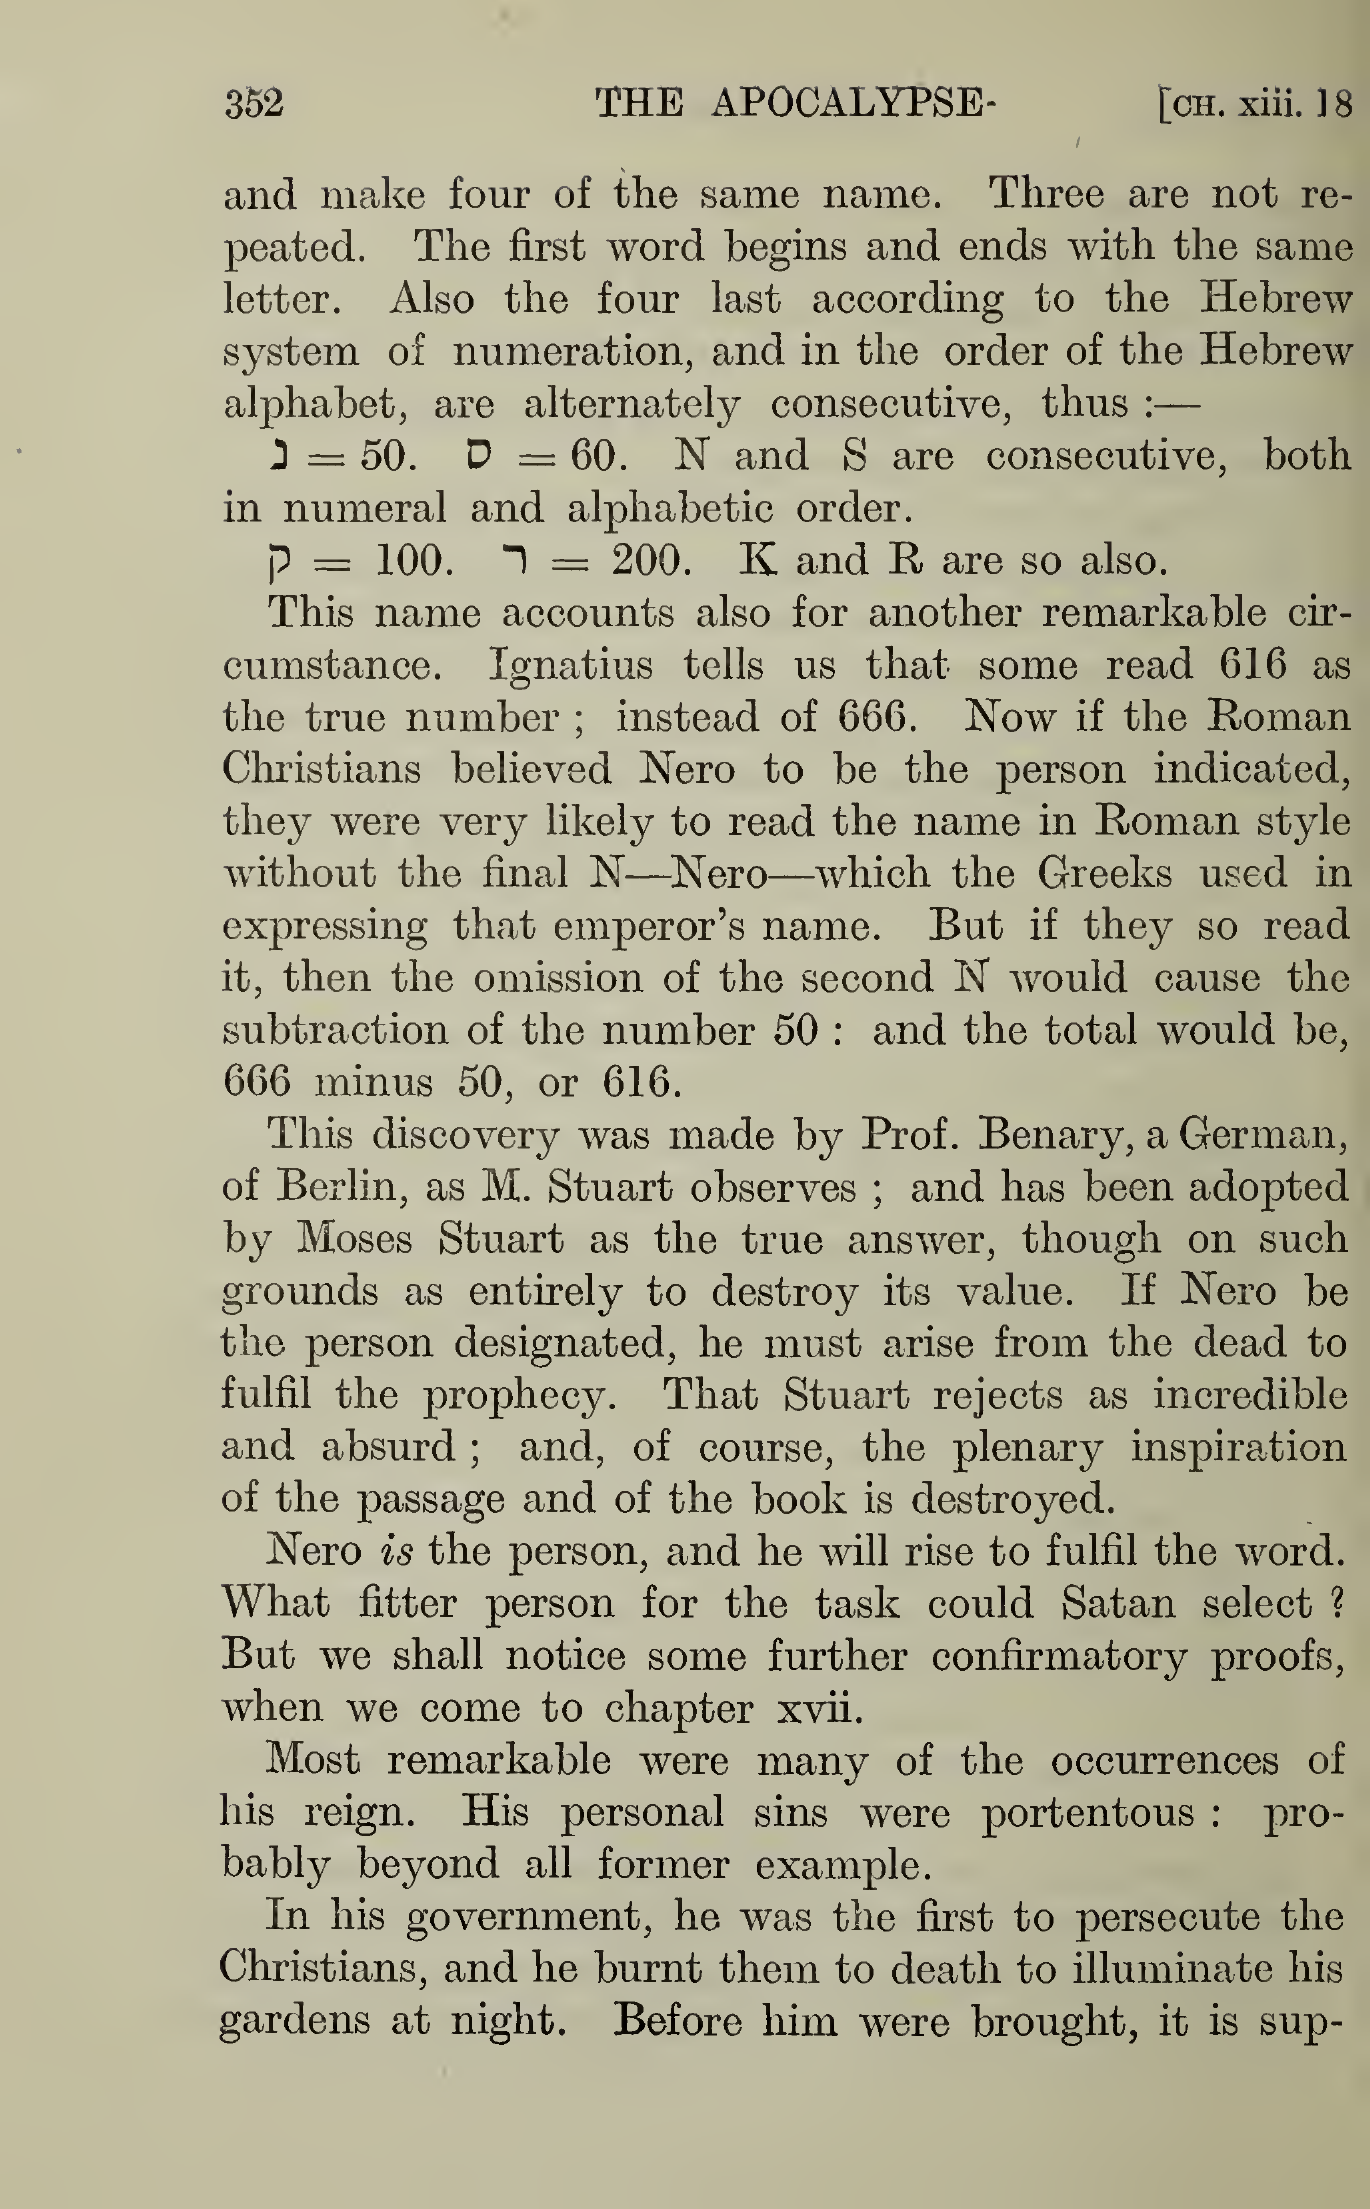 352 THE APOCALYPSE- [CH. xiii. 18
and make four of the same name. Three are not re-
peated. The first word begins and ends with the same
letter. Also the four last according to the Hebrew
system of numeration, and in the order of the Hebrew
alphabet, are alternately consecutive, thus :—
נ = 50. ס = 60. N and S are consecutive, both
in numeral and alphabetic order.
ק = 100. ר = 200. K and R are so also.
This name accounts also for another remarkable cir-
cumstance. Ignatius tells us that some read 616 as
the true number ; instead of 666. Now if the Roman
Christians believed Nero to be the person indicated,
they were very likely to read the name in Roman style
without the final N—Nero—which the Greeks used in
expressing that emperor's name. But if they so read
it, then the omission of the second N would cause the
subtraction of the number 50 : and the total would be,
666 minus 50, or 616.
This discovery was made by Prof. Benary, a German,
of Berlin, as M. Stuart observes ; and has been adopted
by Moses Stuart as the true answer, though on such
grounds as entirely to destroy its value. If Nero be
the person designated, he must arise from the dead to
fulfil the prophecy. That Stuart rejects as incredible
and absurd ; and, of course, the plenary inspiration
of the passage and of the book is destroyed.
Nero is the person, and he will rise to fulfil the word.
What fitter person for the task could Satan select ?
But we shall notice some further confirmatory proofs,
when we come to chapter xvii.
Most remarkable were many of the occurrences of
his reign. His personal sins were portentous : pro-
bably beyond all former example.
In his government, he was the first to persecute the
Christians, and he burnt them to death to illuminate his
gardens at night. Before him were brought, it is sup-